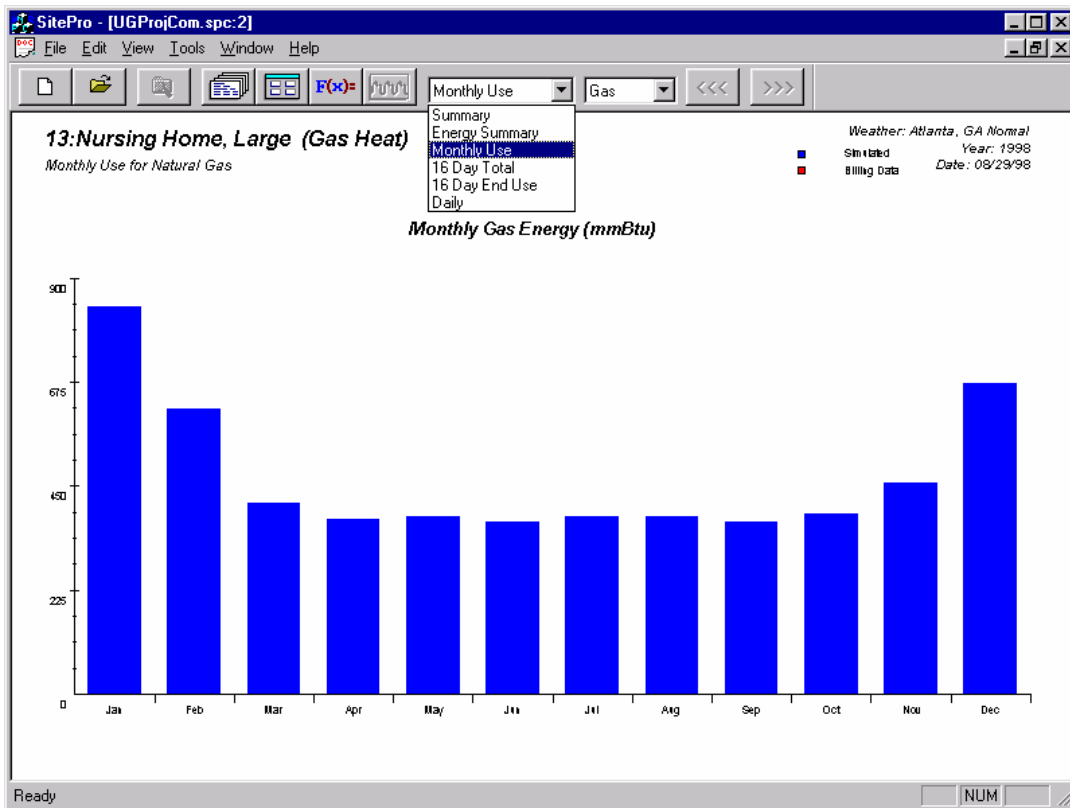 SitePro - [UGProjCom.spc:2]
File Edit View Tools Window Help
F(x)= Monthly Use Gas <<< >>>
Summary
Energy Summary
Monthly Use
16 Day Total
16 Day End Use
Daily
13:Nursing Home, Large (Gas Heat)
Monthly Use for Natural Gas
Weather: Atlanta, GA Normal
Year: 1998
Date: 08/29/98
Simulated
Billing Data
Monthly Gas Energy (mmBtu)
900
675
450
225
0
Jan Feb Mar Apr May Jun Jul Aug Sep Oct Nov Dec
Ready NUM